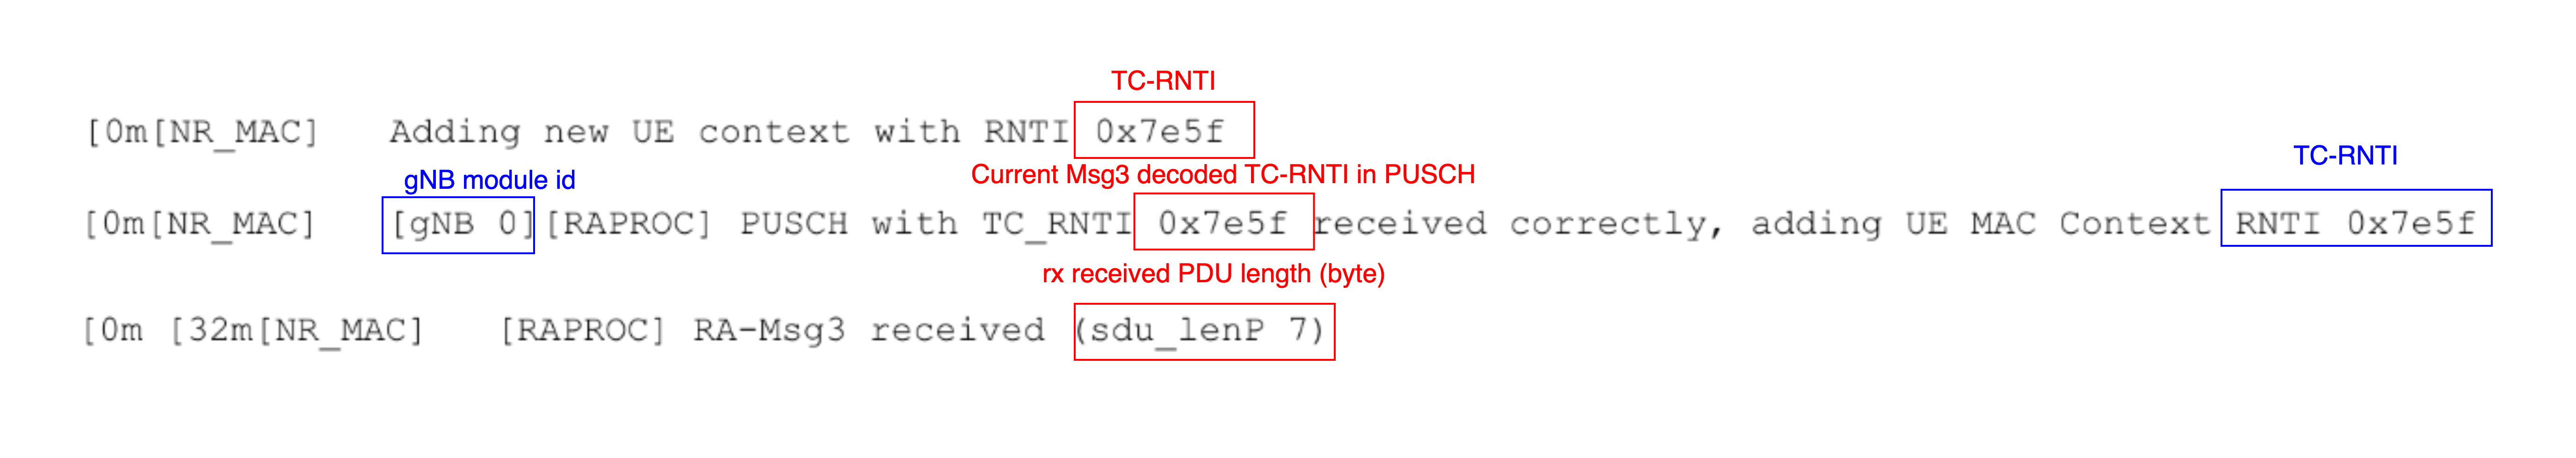 TC-RNTI
[0m[NR_MAC] Adding new UE context with RNTI 0x7e5f
Current Msg3 decoded TC-RNTI in PUSCH
TC-RNTI
gNB module id
[0m[NR_MAC] [gNB 0][RAPROC] PUSCH with TC_RNTI 0x7e5f received correctly, adding UE MAC Context RNTI 0x7e5f
rx received PDU length (byte)
[0m [32m[NR_MAC] [RAPROC] RA-Msg3 received (sdu_lenP 7)